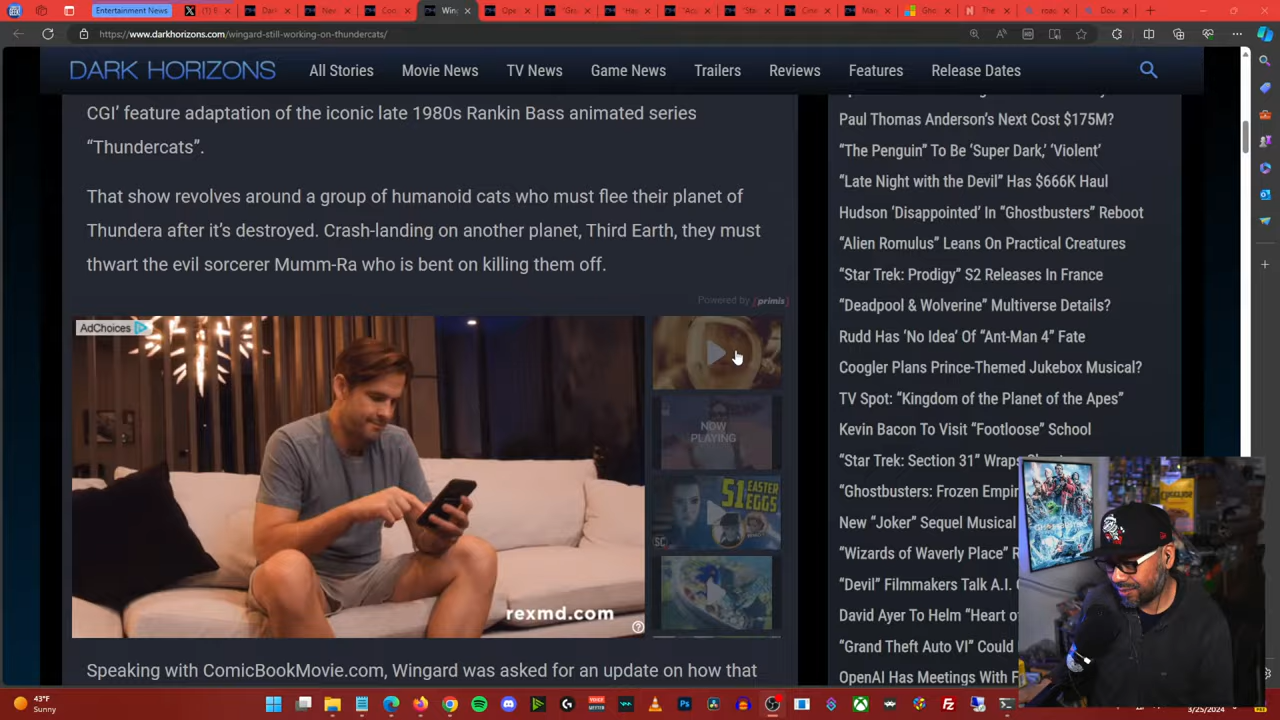 Entertainment News
https://www.darkhorizons.com/wingard-still-working-on-thundercats/
DARK HORIZONS
All Stories
Movie News
TV News
Game News
Trailers
Reviews
Features
Release Dates
CGI’ feature adaptation of the iconic late 1980s Rankin Bass animated series
“Thundercats”.
That show revolves around a group of humanoid cats who must flee their planet of
Thundera after it’s destroyed. Crash-landing on another planet, Third Earth, they must
thwart the evil sorcerer Mumm-Ra who is bent on killing them off.
Powered by primis
AdChoices
NOW
PLAYING
51 EASTER
EGGS
SC
rexmd.com
Speaking with ComicBookMovie.com, Wingard was asked for an update on how that
Paul Thomas Anderson’s Next Cost $175M?
“The Penguin” To Be ‘Super Dark,’ ‘Violent’
“Late Night with the Devil” Has $666K Haul
Hudson ‘Disappointed’ In “Ghostbusters” Reboot
“Alien Romulus” Leans On Practical Creatures
“Star Trek: Prodigy” S2 Releases In France
“Deadpool & Wolverine” Multiverse Details?
Rudd Has ‘No Idea’ Of “Ant-Man 4” Fate
Coogler Plans Prince-Themed Jukebox Musical?
TV Spot: “Kingdom of the Planet of the Apes”
Kevin Bacon To Visit “Footloose” School
“Star Trek: Section 31” Wraps
“Ghostbusters: Frozen Empir
New “Joker” Sequel Musical
“Wizards of Waverly Place” R
“Devil” Filmmakers Talk A.I.
David Ayer To Helm “Heart of
“Grand Theft Auto VI” Could
OpenAI Has Meetings With F
43°F
Sunny
3/25/2024